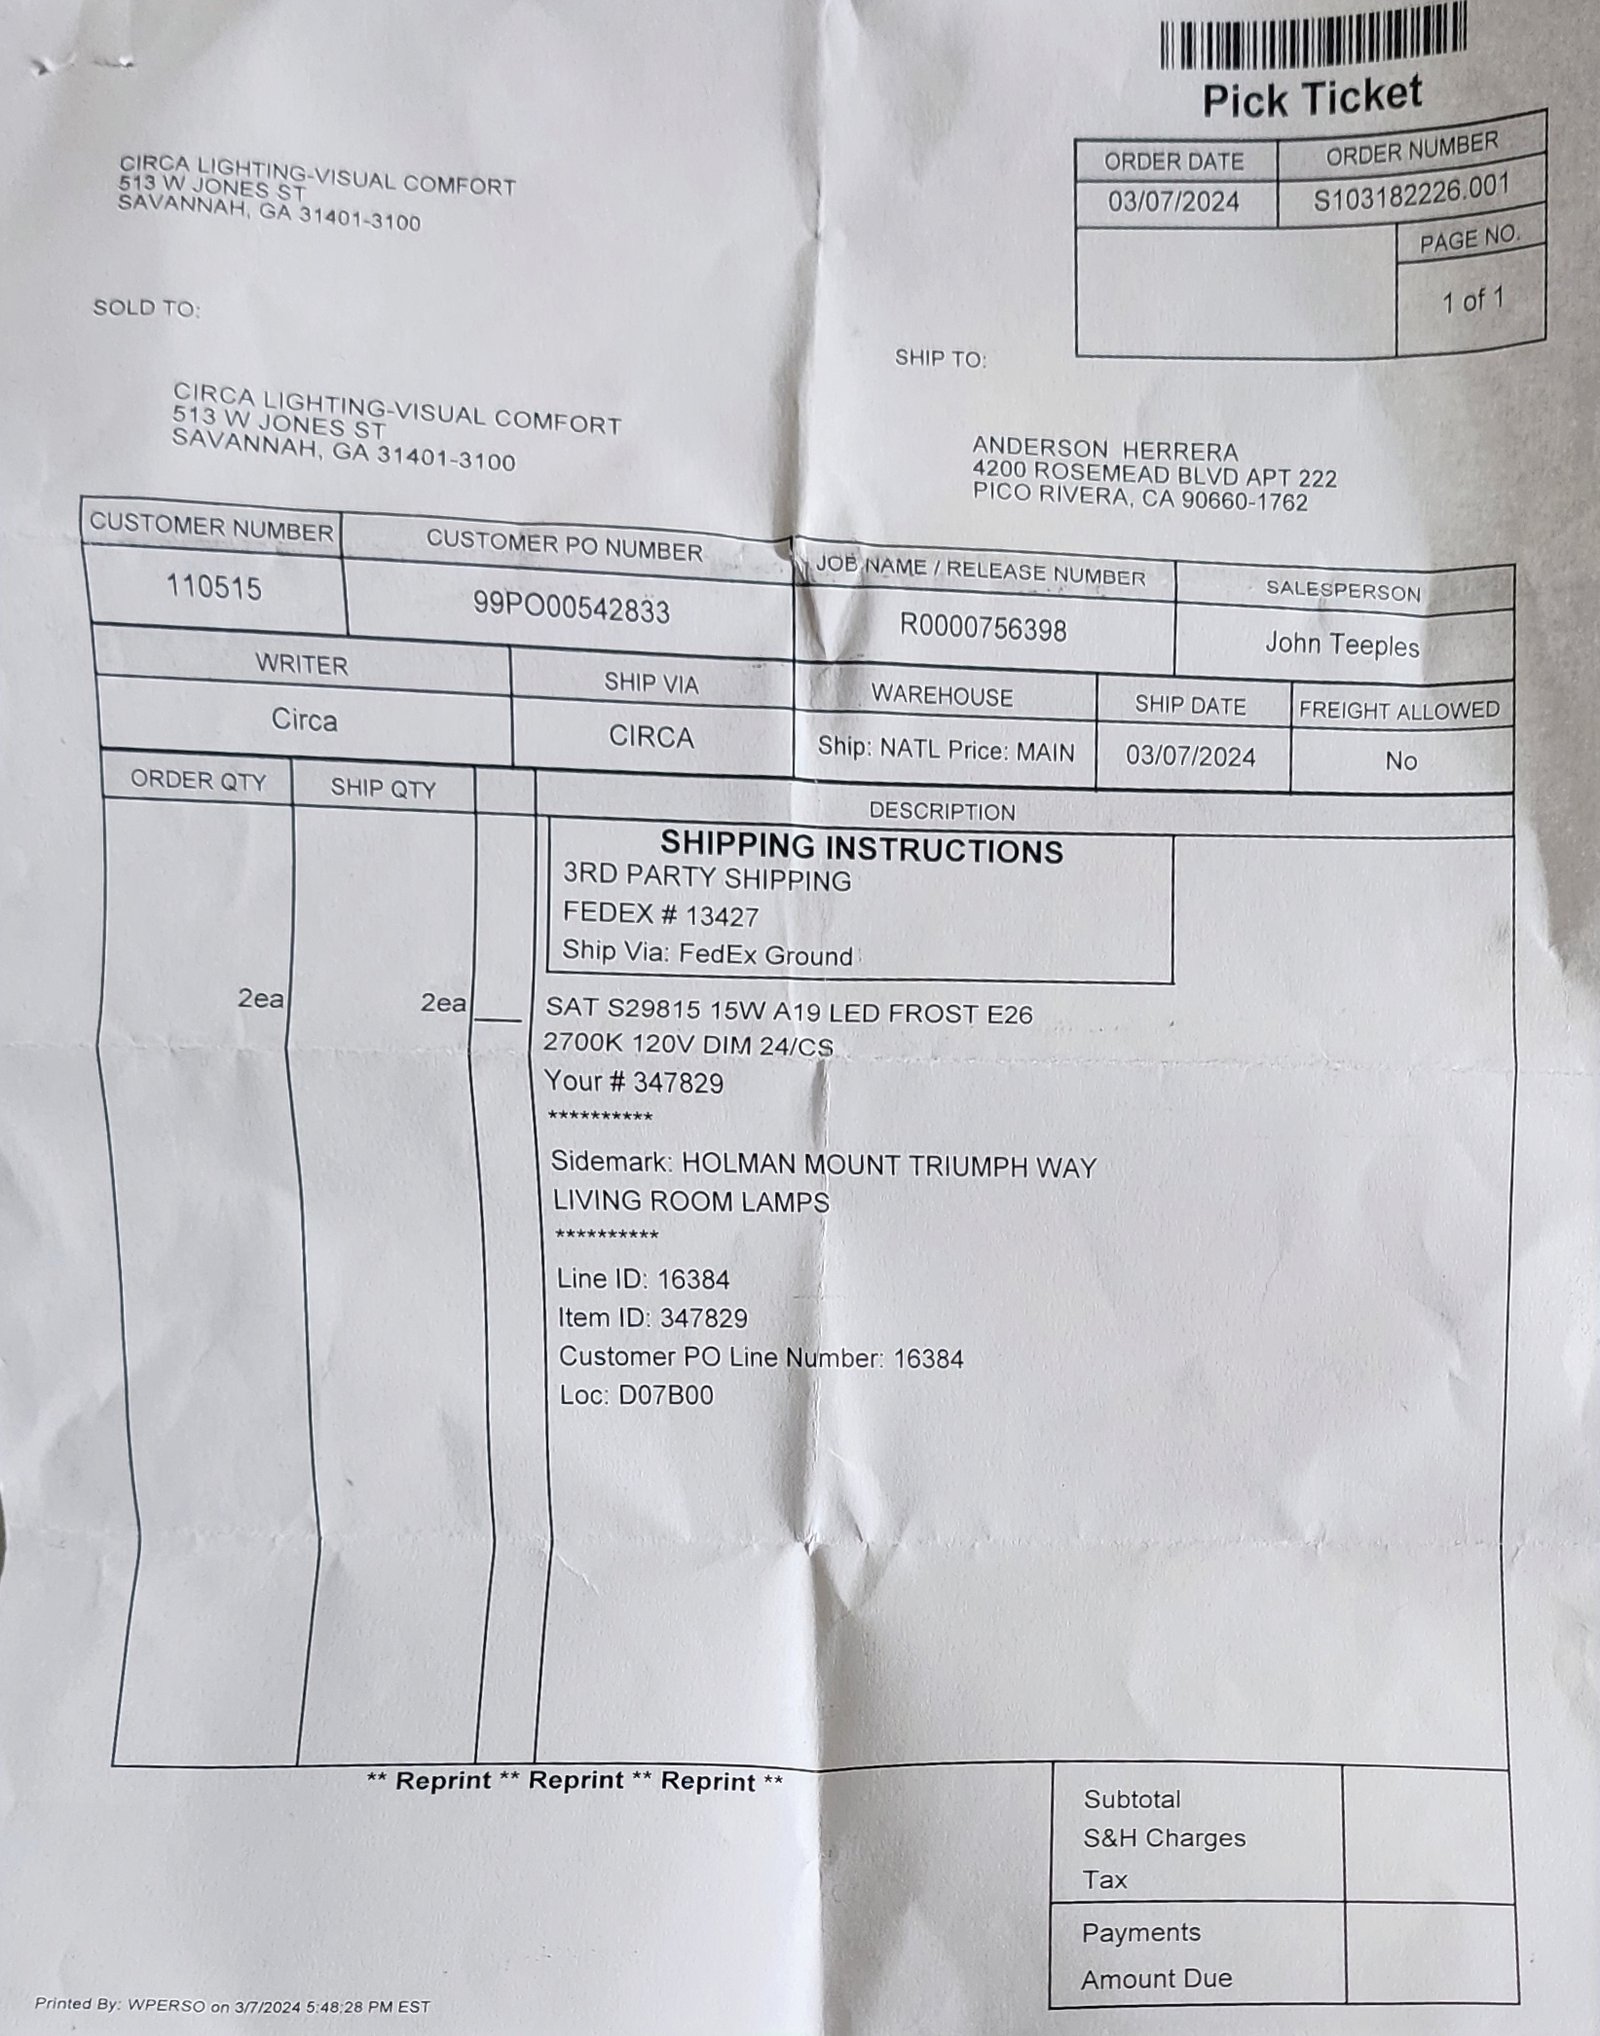 Pick Ticket
ORDER DATE
ORDER NUMBER
03/07/2024
S103182226.001
PAGE NO.
1 of 1
CIRCA LIGHTING-VISUAL COMFORT
513 W JONES ST
SAVANNAH, GA 31401-3100
SOLD TO:
CIRCA LIGHTING-VISUAL COMFORT
513 W JONES ST
SAVANNAH, GA 31401-3100
SHIP TO:
ANDERSON HERRERA
4200 ROSEMEAD BLVD APT 222
PICO RIVERA, CA 90660-1762
CUSTOMER NUMBER
CUSTOMER PO NUMBER
JOB NAME / RELEASE NUMBER
SALESPERSON
110515
99PO00542833
R0000756398
John Teeples
WRITER
SHIP VIA
WAREHOUSE
SHIP DATE
FREIGHT ALLOWED
Circa
CIRCA
Ship: NATL Price: MAIN
03/07/2024
No
ORDER QTY
SHIP QTY
DESCRIPTION
SHIPPING INSTRUCTIONS
3RD PARTY SHIPPING
FEDEX # 13427
Ship Via: FedEx Ground
2ea
2ea
SAT S29815 15W A19 LED FROST E26
2700K 120V DIM 24/CS
Your # 347829
**********
Sidemark: HOLMAN MOUNT TRIUMPH WAY
LIVING ROOM LAMPS
**********
Line ID: 16384
Item ID: 347829
Customer PO Line Number: 16384
Loc: D07B00
** Reprint ** Reprint ** Reprint **
Subtotal
S&H Charges
Tax
Payments
Amount Due
Printed By: WPERSO on 3/7/2024 5:48:28 PM EST